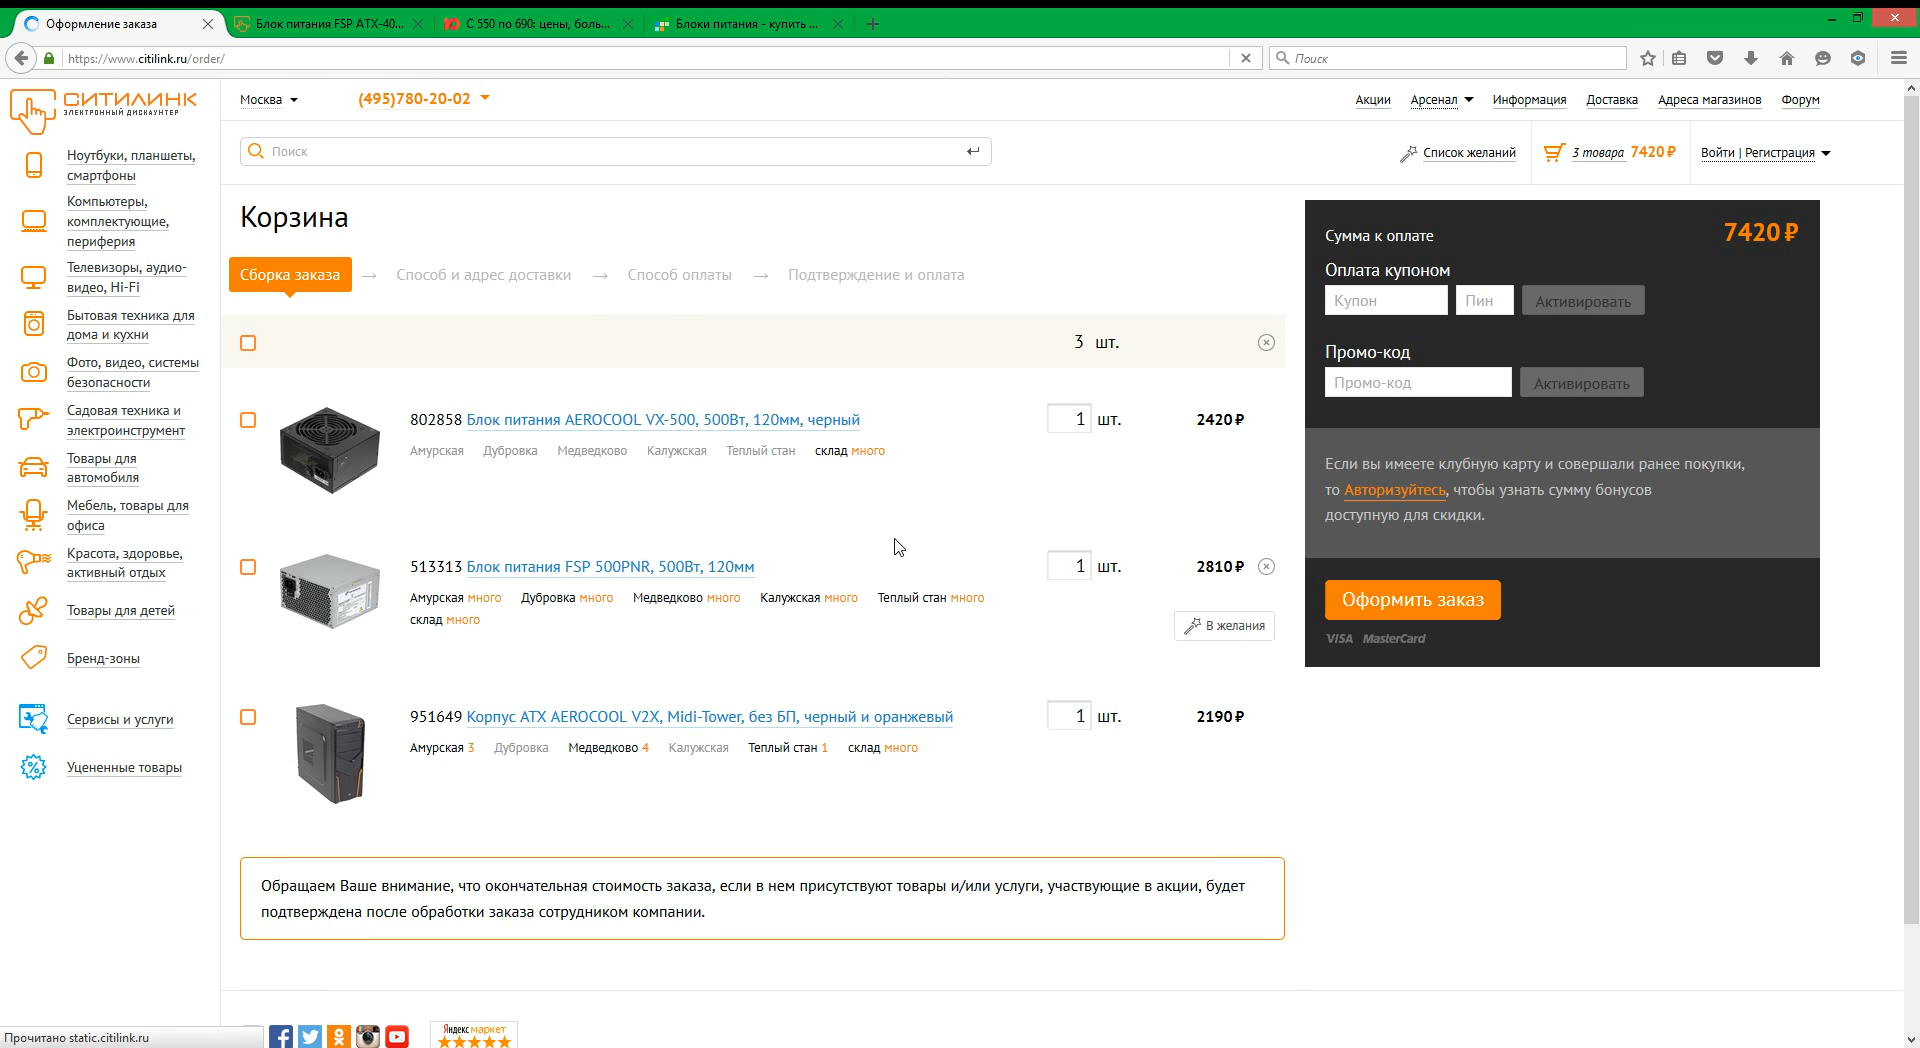 Оформление заказа
Блок питания FSP ATX-40...
С 550 по 690: цены, боль...
Блоки питания - купить ...
https://www.citilink.ru/order/
Поиск
СИТИЛИНК
ЭЛЕКТРОННЫЙ ДИСКАУНТЕР
Москва
(495)780-20-02
Акции
Арсенал
Информация
Доставка
Адреса магазинов
Форум
Поиск
Список желаний
3 товара 7420 ₽
Войти | Регистрация
Ноутбуки, планшеты,
смартфоны
Компьютеры,
комплектующие,
периферия
Телевизоры, аудио-
видео, Hi-Fi
Бытовая техника для
дома и кухни
Фото, видео, системы
безопасности
Садовая техника и
электроинструмент
Товары для
автомобиля
Мебель, товары для
офиса
Красота, здоровье,
активный отдых
Товары для детей
Бренд-зоны
Сервисы и услуги
Уцененные товары
Корзина
Сборка заказа → Способ и адрес доставки → Способ оплаты → Подтверждение и оплата
3 шт.
802858 Блок питания AEROCOOL VX-500, 500Вт, 120мм, черный
1 шт.
2420 ₽
Амурская Дубровка Медведково Калужская Теплый стан склад много
513313 Блок питания FSP 500PNR, 500Вт, 120мм
1 шт.
2810 ₽
Амурская много Дубровка много Медведково много Калужская много Теплый стан много
склад много
В желания
951649 Корпус ATX AEROCOOL V2X, Midi-Tower, без БП, черный и оранжевый
1 шт.
2190 ₽
Амурская 3 Дубровка Медведково 4 Калужская Теплый стан 1 склад много
Обращаем Ваше внимание, что окончательная стоимость заказа, если в нем присутствуют товары и/или услуги, участвующие в акции, будет
подтверждена после обработки заказа сотрудником компании.
Сумма к оплате
7420 ₽
Оплата купоном
Купон
Пин
Активировать
Промо-код
Промо-код
Активировать
Если вы имеете клубную карту и совершали ранее покупки,
то Авторизуйтесь, чтобы узнать сумму бонусов
доступную для скидки.
Оформить заказ
VISA MasterCard
Яндекс маркет
Прочитано static.citilink.ru